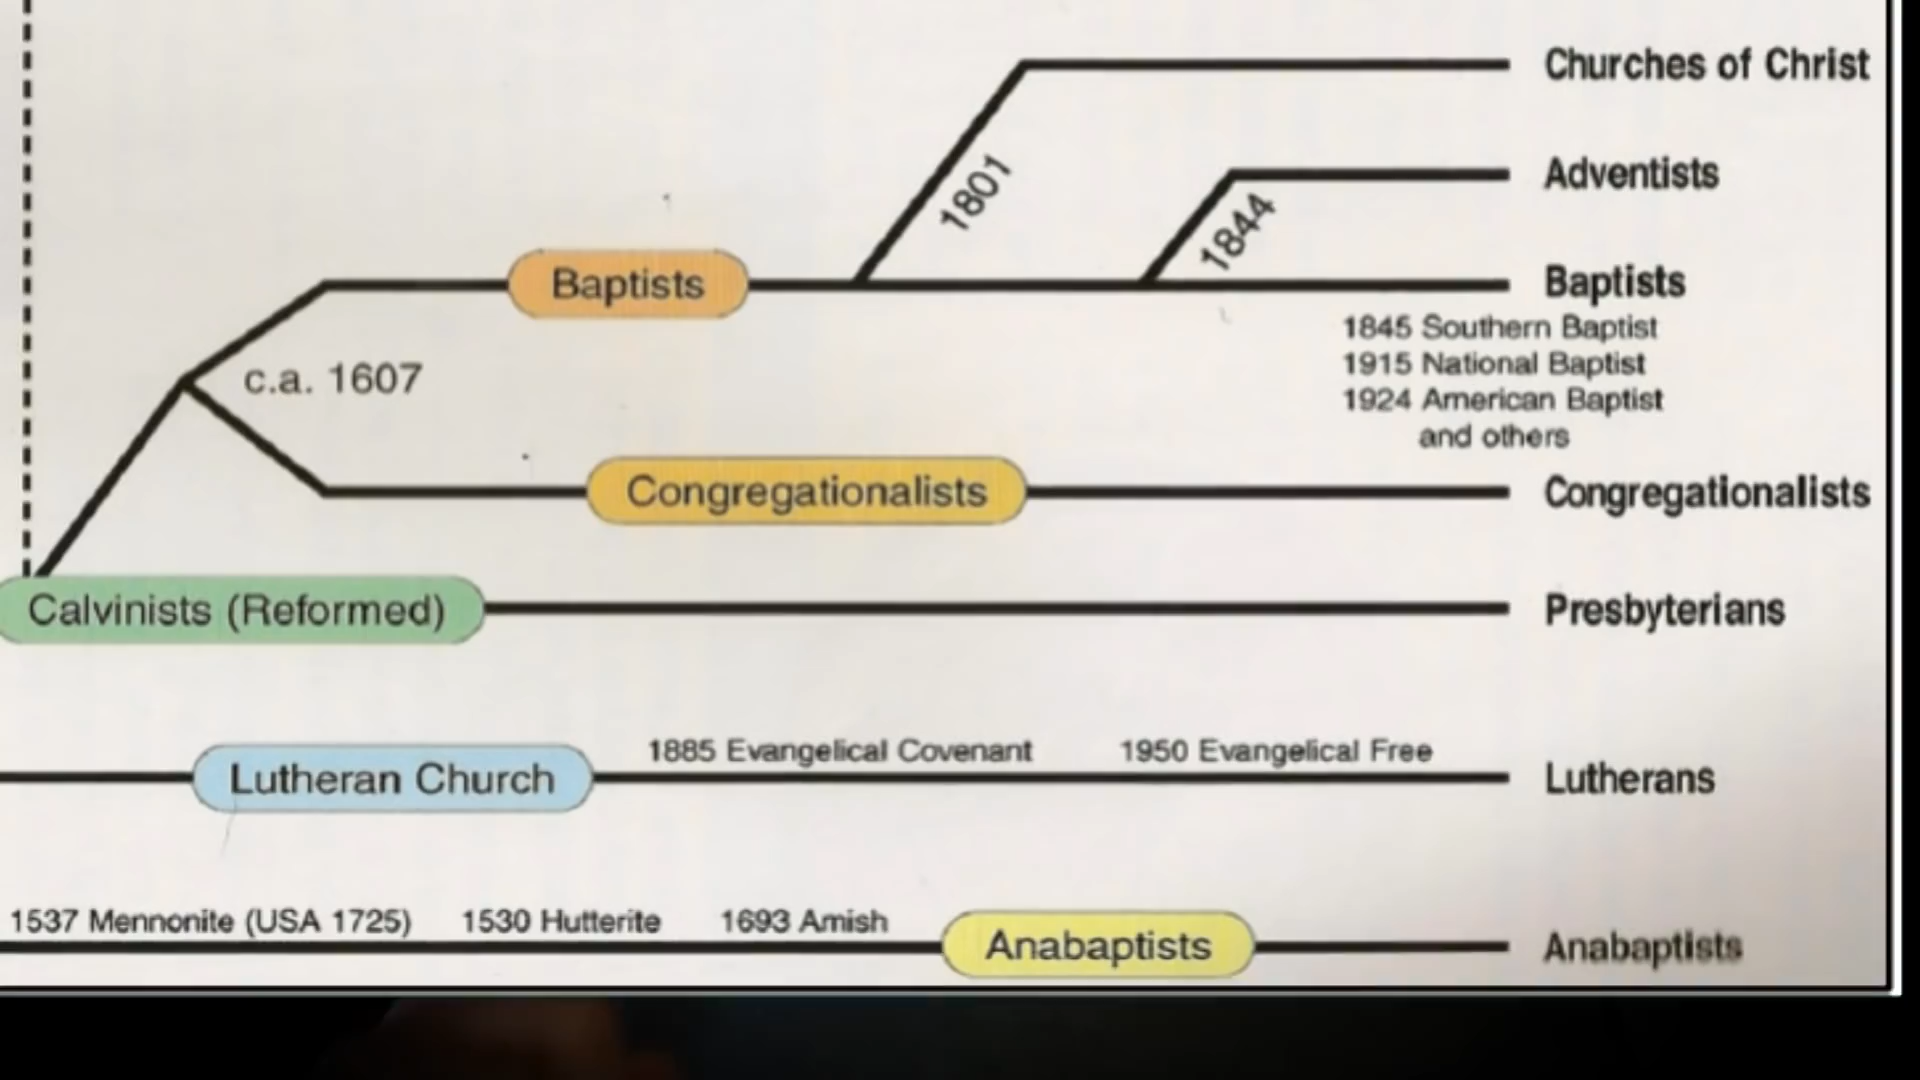 Churches of Christ
1801
Adventists
1844
Baptists
Baptists
1845 Southern Baptist
1915 National Baptist
1924 American Baptist
and others
c.a. 1607
Congregationalists
Congregationalists
Calvinists (Reformed)
Presbyterians
1885 Evangelical Covenant
1950 Evangelical Free
Lutheran Church
Lutherans
1537 Mennonite (USA 1725)
1530 Hutterite
1693 Amish
Anabaptists
Anabaptists